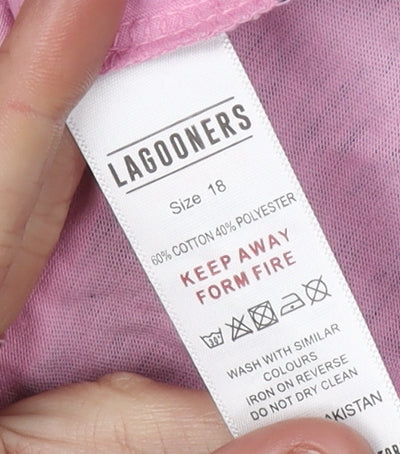 LAGOONERS
Size 18
60% COTTON 40% POLYESTER
KEEP AWAY
FORM FIRE
WASH WITH SIMILAR
COLOURS
IRON ON REVERSE
DO NOT DRY CLEAN
AKISTAN